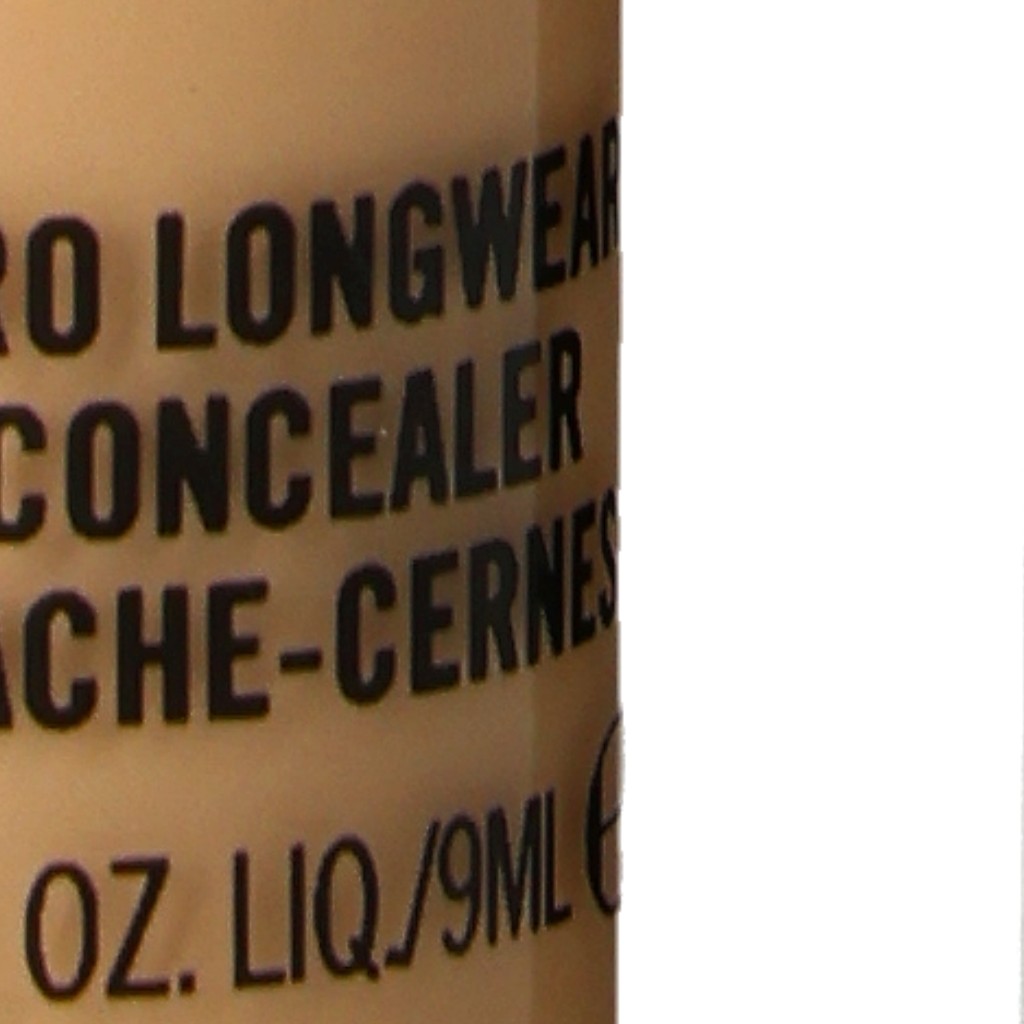 RO LONGWEAR
CONCEALER
ACHE-CERNES
OZ. LIQ./9ML